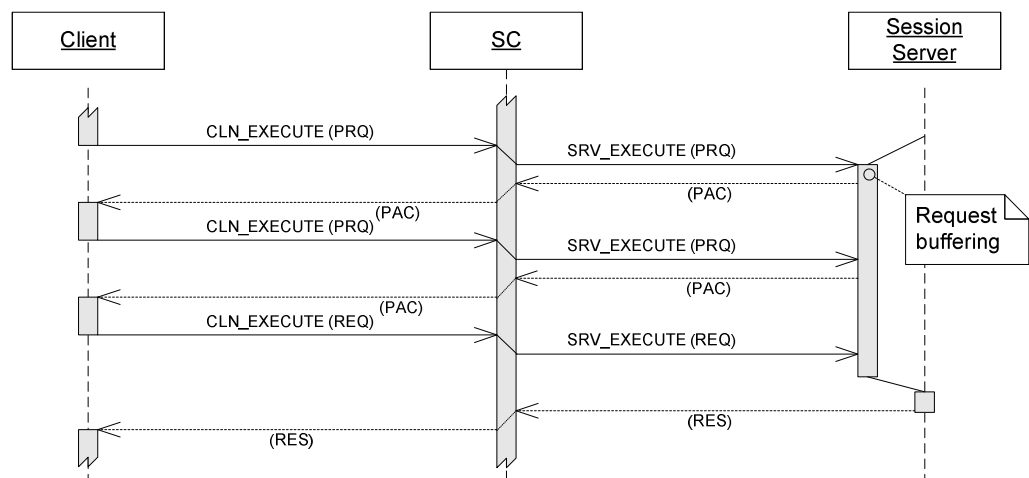 Client
SC
Session
Server
CLN_EXECUTE (PRQ)
SRV_EXECUTE (PRQ)
(PAC)
(PAC)
CLN_EXECUTE (PRQ)
Request
buffering
SRV_EXECUTE (PRQ)
(PAC)
(PAC)
CLN_EXECUTE (REQ)
SRV_EXECUTE (REQ)
(RES)
(RES)